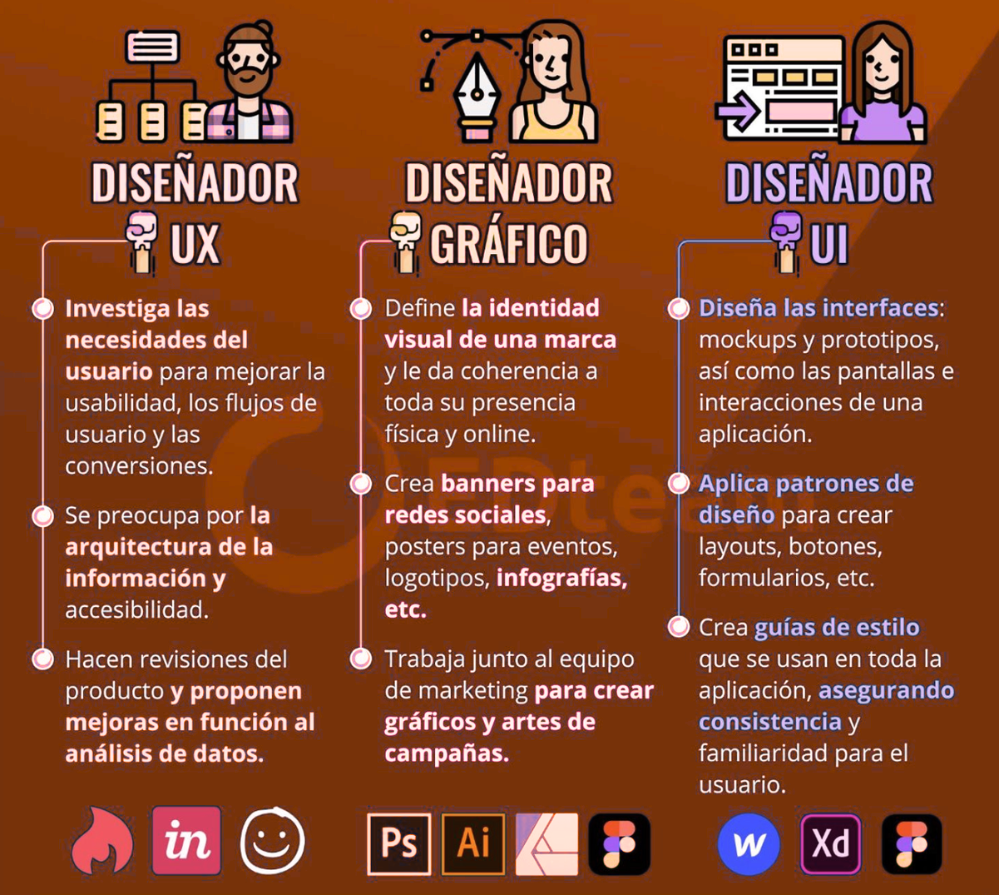 DISEÑADOR
UX
Investiga las
necesidades del
usuario para mejorar la
usabilidad, los flujos de
usuario y las
conversiones.
Se preocupa por la
arquitectura de la
información y
accesibilidad.
Hacen revisiones del
producto y proponen
mejoras en función al
análisis de datos.
in
DISEÑADOR
GRÁFICO
Define la identidad
visual de una marca
y le da coherencia a
toda su presencia
física y online.
Crea banners para
redes sociales,
posters para eventos,
logotipos, infografías,
etc.
Trabaja junto al equipo
de marketing para crear
gráficos y artes de
campañas.
Ps
Ai
DISEÑADOR
UI
Diseña las interfaces:
mockups y prototipos,
así como las pantallas e
interacciones de una
aplicación.
Aplica patrones de
diseño para crear
layouts, botones,
formularios, etc.
Crea guías de estilo
que se usan en toda la
aplicación, asegurando
consistencia y
familiaridad para el
usuario.
w
Xd
EDteam